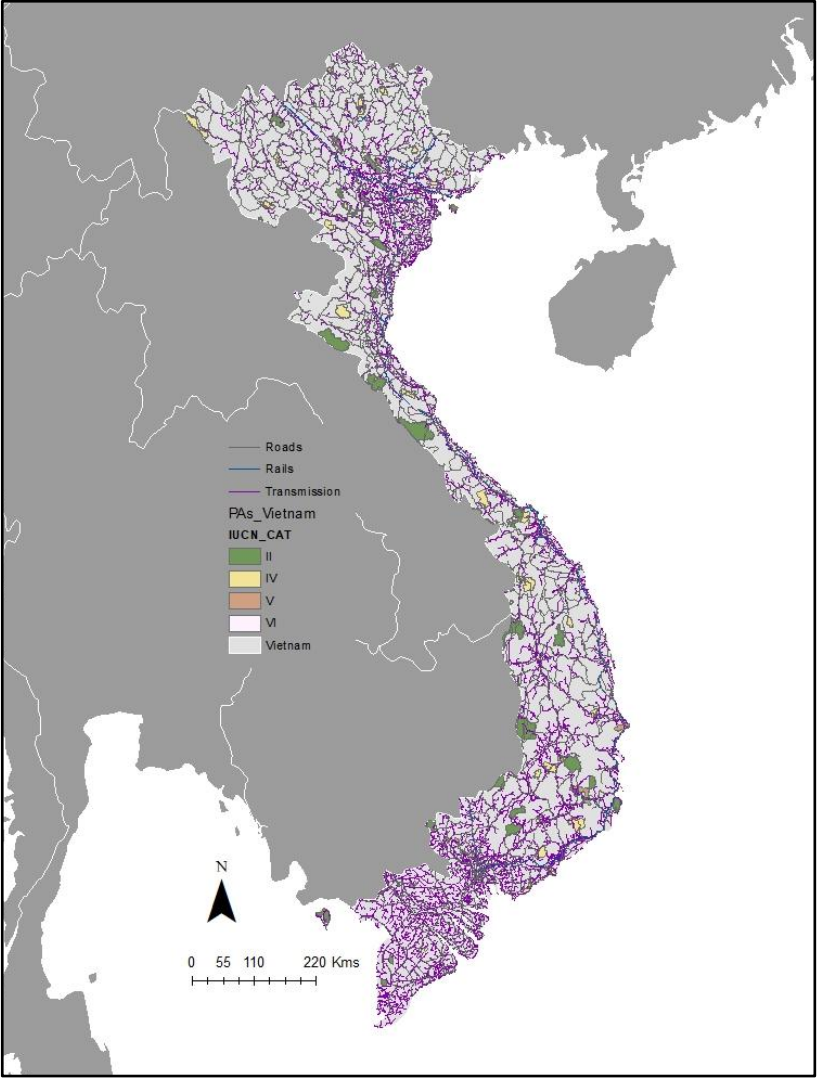 Roads
Rails
Transmission
PAs_Vietnam
IUCN_CAT
II
IV
V
VI
Vietnam
N
0 55 110 220 Kms